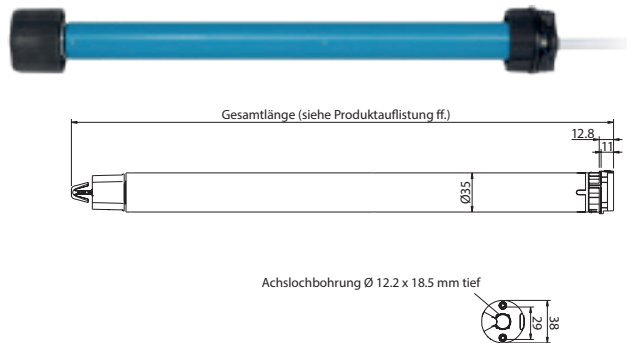 Gesamtlänge (siehe Produktauflistung ff.)
12.8
11
Ø35
Achslochbohrung Ø 12.2 x 18.5 mm tief
29
38